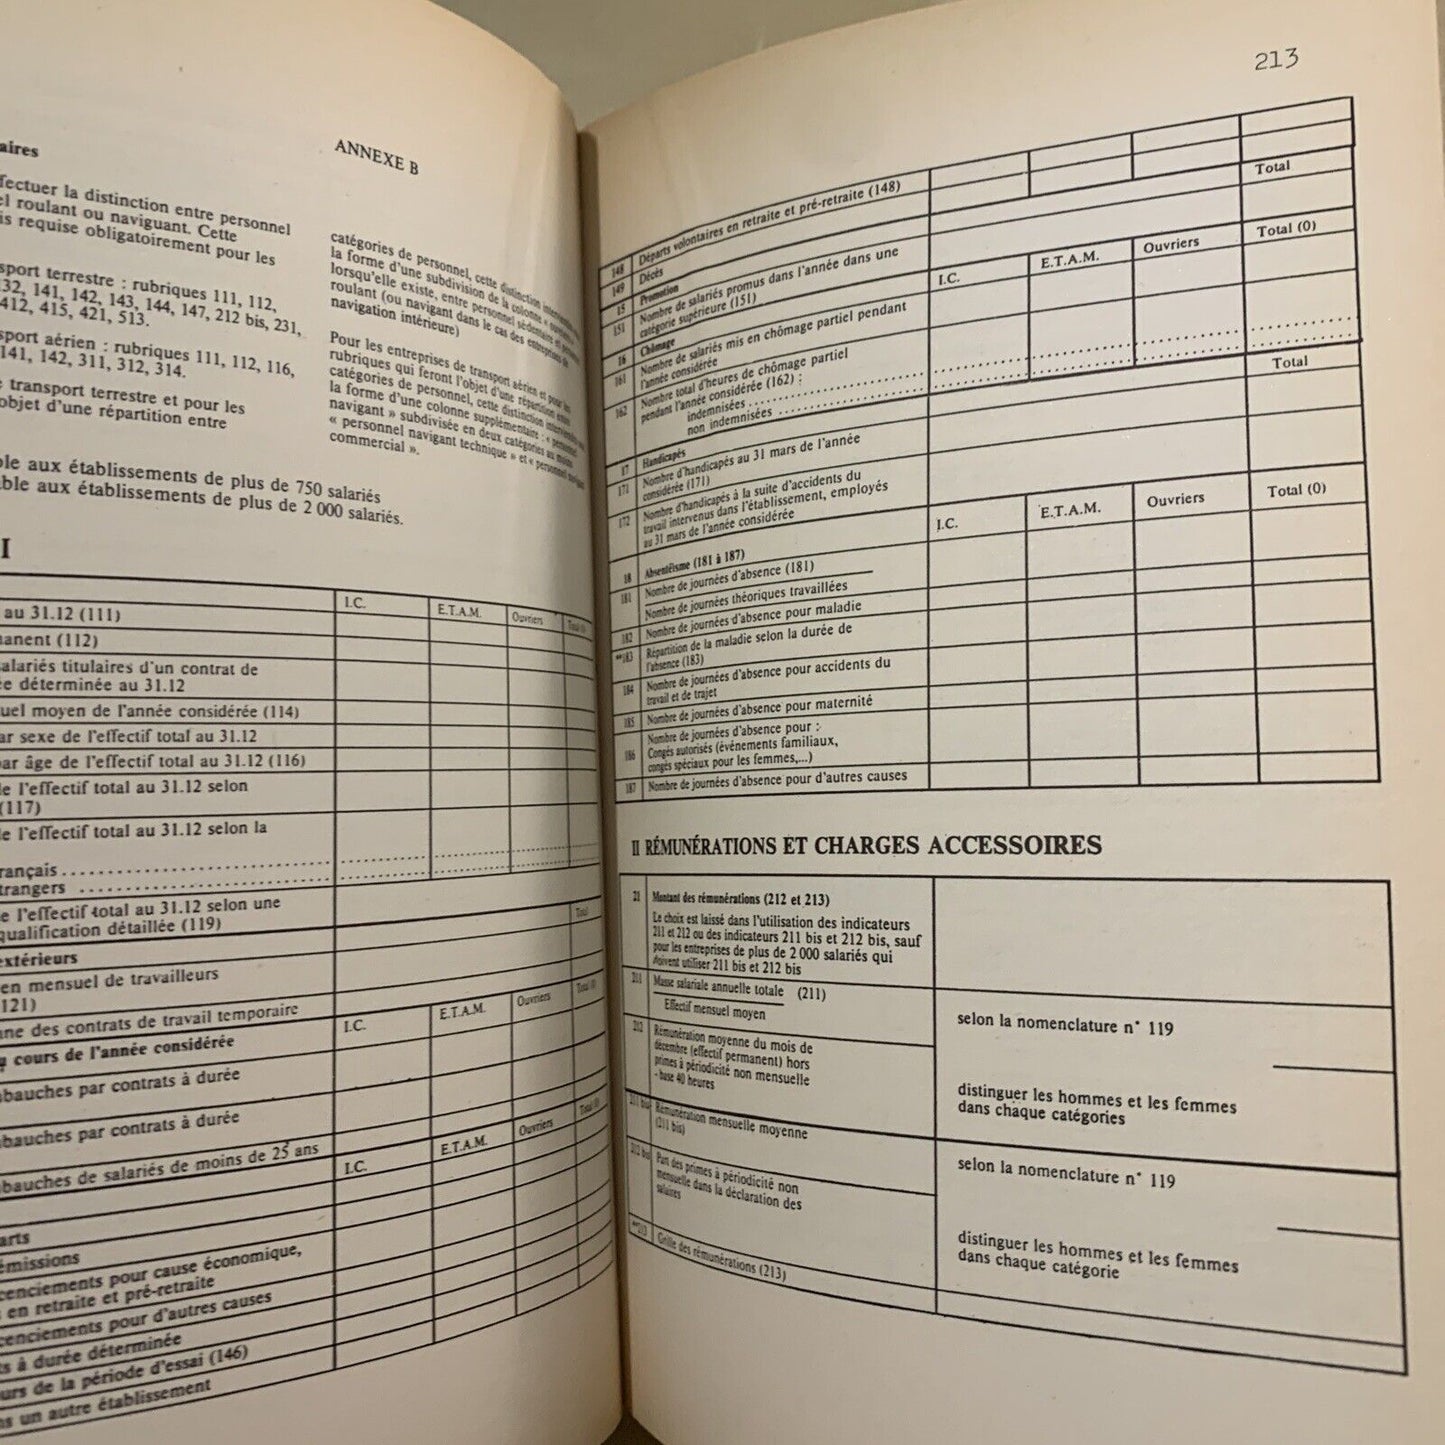 aires
ANNEXE B
fectuer la distinction entre personnel
el roulant ou naviguant. Cette
is requise obligatoirement pour les
sport terrestre : rubriques 111, 112,
32, 141, 142, 143, 144, 147, 212 bis, 231,
412, 415, 421, 513.
sport aérien : rubriques 111, 112, 116,
141, 142, 311, 312, 314.
e transport terrestre et pour les
objet d'une répartition entre
catégories de personnel, cette distinction
la forme d'une subdivision de la colonne « ouvriers »
lorsqu'elle existe, entre personnel sédentaire et personnel
roulant (ou navigant dans le cas des entreprises de
navigation intérieure)
Pour les entreprises de transport aérien et pour les
rubriques qui feront l'objet d'une répartition entre
catégories de personnel, cette distinction
la forme d'une colonne supplémentaire : « personnel
navigant » subdivisée en deux catégories au moins
« personnel navigant technique » et « personnel navigant
commercial ».
ble aux établissements de plus de 750 salariés
able aux établissements de plus de 2 000 salariés.
I
I.C. E.T.A.M. Ouvriers Total (0)
au 31.12 (111)
manent (112)
salariés titulaires d'un contrat de
ée déterminée au 31.12
uel moyen de l'année considérée (114)
ar sexe de l'effectif total au 31.12
par âge de l'effectif total au 31.12 (116)
e l'effectif total au 31.12 selon
(117)
e l'effectif total au 31.12 selon la
rançais
trangers
e l'effectif total au 31.12 selon une
qualification détaillée (119)
Total
extérieurs
en mensuel de travailleurs
121)
ne des contrats de travail temporaire
u cours de l'année considérée
I.C. E.T.A.M. Ouvriers Total (0)
bauches par contrats à durée
bauches par contrats à durée
bauches de salariés de moins de 25 ans
I.C. E.T.A.M. Ouvriers Total (0)
arts
émissions
cenciements pour cause économique,
s en retraite et pré-retraite
cenciements pour d'autres causes
ts à durée déterminée
urs de la période d'essai (146)
ns un autre établissement
213
148 Départs volontaires en retraite et pré-retraite (148)
149 Décès
15 Promotion
Total
151 Nombre de salariés promus dans l'année dans une
catégorie supérieure (151)
16 Chômage
I.C. E.T.A.M. Ouvriers Total (0)
161 Nombre de salariés mis en chômage partiel pendant
l'année considérée
162 Nombre total d'heures de chômage partiel
pendant l'année considérée (162) :
indemnisées
non indemnisées
17 Handicapés
Total
171 Nombre d'handicapés au 31 mars de l'année
considérée (171)
172 Nombre d'handicapés à la suite d'accidents du
travail intervenus dans l'établissement, employés
au 31 mars de l'année considérée
18 Absentéisme (181 à 187)
I.C. E.T.A.M. Ouvriers Total (0)
181 Nombre de journées d'absence (181)
Nombre de journées théoriques travaillées
182 Nombre de journées d'absence pour maladie
**183 Répartition de la maladie selon la durée de
l'absence (183)
184 Nombre de journées d'absence pour accidents du
travail et de trajet
185 Nombre de journées d'absence pour maternité
186 Nombre de journées d'absence pour :
Congés autorisés (événements familiaux,
congés spéciaux pour les femmes,...)
187 Nombre de journées d'absence pour d'autres causes
II RÉMUNÉRATIONS ET CHARGES ACCESSOIRES
21 Montant des rémunérations (212 et 213)
Le choix est laissé dans l'utilisation des indicateurs
211 et 212 ou des indicateurs 211 bis et 212 bis, sauf
pour les entreprises de plus de 2 000 salariés qui
doivent utiliser 211 bis et 212 bis
211 Masse salariale annuelle totale (211)
Effectif mensuel moyen
212 Rémunération moyenne du mois de
décembre (effectif permanent) hors
primes à périodicité non mensuelle
- base 40 heures
selon la nomenclature n° 119
distinguer les hommes et les femmes
dans chaque catégories
211 bis Rémunération mensuelle moyenne
(211 bis)
212 bis Part des primes à périodicité non
mensuelle dans la déclaration des
salaires
selon la nomenclature n° 119
distinguer les hommes et les femmes
dans chaque catégorie
**213 Grille des rémunérations (213)